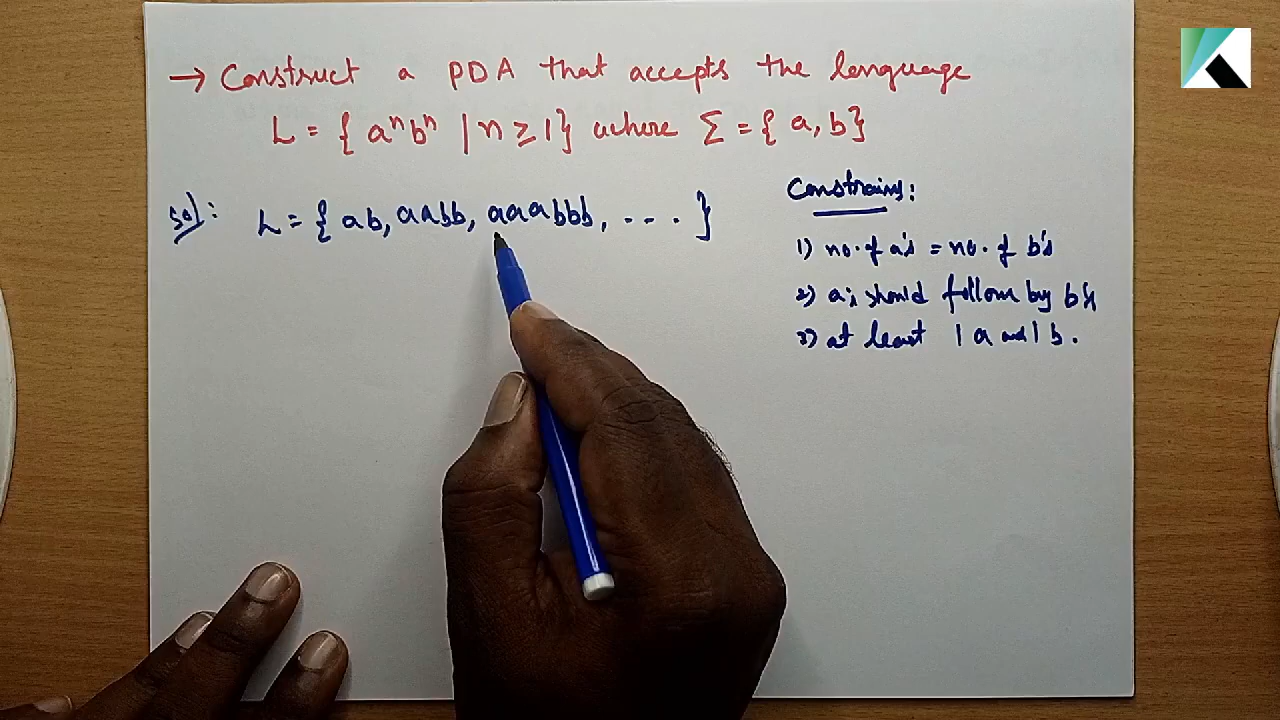 → Construct a PDA that accepts the language
L = { aⁿbⁿ | n ≥ 1} where Σ = { a, b}
Sol:
L = { ab, aabb, aaabbb, - - - . }
Constrains:
1) no. of a's = no. of b's
2) a's should follow by b's
3) at least 1 a and 1 b.